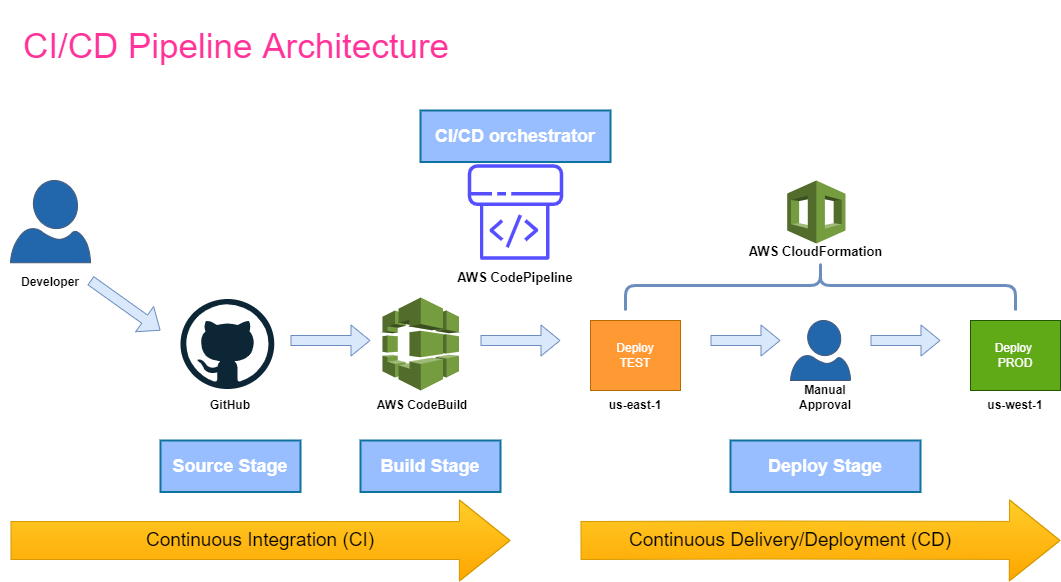 CI/CD Pipeline Architecture
CI/CD orchestrator
AWS CodePipeline
AWS CloudFormation
Developer
GitHub
AWS CodeBuild
Deploy
TEST
us-east-1
Manual
Approval
Deploy
PROD
us-west-1
Source Stage
Build Stage
Deploy Stage
Continuous Integration (CI)
Continuous Delivery/Deployment (CD)